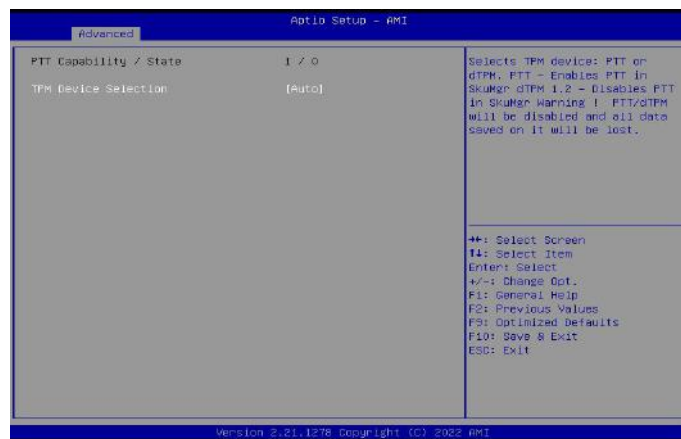 Aptio Setup - AMI
Advanced
PTT Capability / State 1 / 0
TPM Device Selection [Auto]
Selects TPM device: PTT or
dTPM. PTT - Enables PTT in
SkuMgr dTPM 1.2 - Disables PTT
in SkuMgr Warning ! PTT/dTPM
will be disabled and all data
saved on it will be lost.
→←: Select Screen
↑↓: Select Item
Enter: Select
+/-: Change Opt.
F1: General Help
F2: Previous Values
F9: Optimized Defaults
F10: Save & Exit
ESC: Exit
Version 2.21.1278 Copyright (C) 2022 AMI